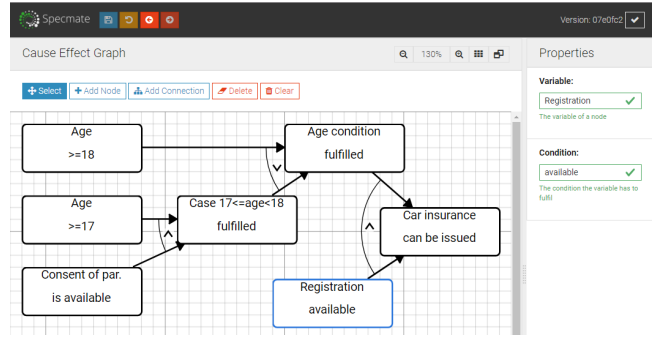 Specmate
Version: 07e0fc2
Cause Effect Graph
130%
Properties
Select
Add Node
Add Connection
Delete
Clear
Variable:
Registration
The variable of a node
Condition:
available
The condition the variable has to
fulfil
Age
>=18
Age condition
fulfilled
Age
>=17
Case 17<=age<18
fulfilled
Car insurance
can be issued
Consent of par.
is available
Registration
available